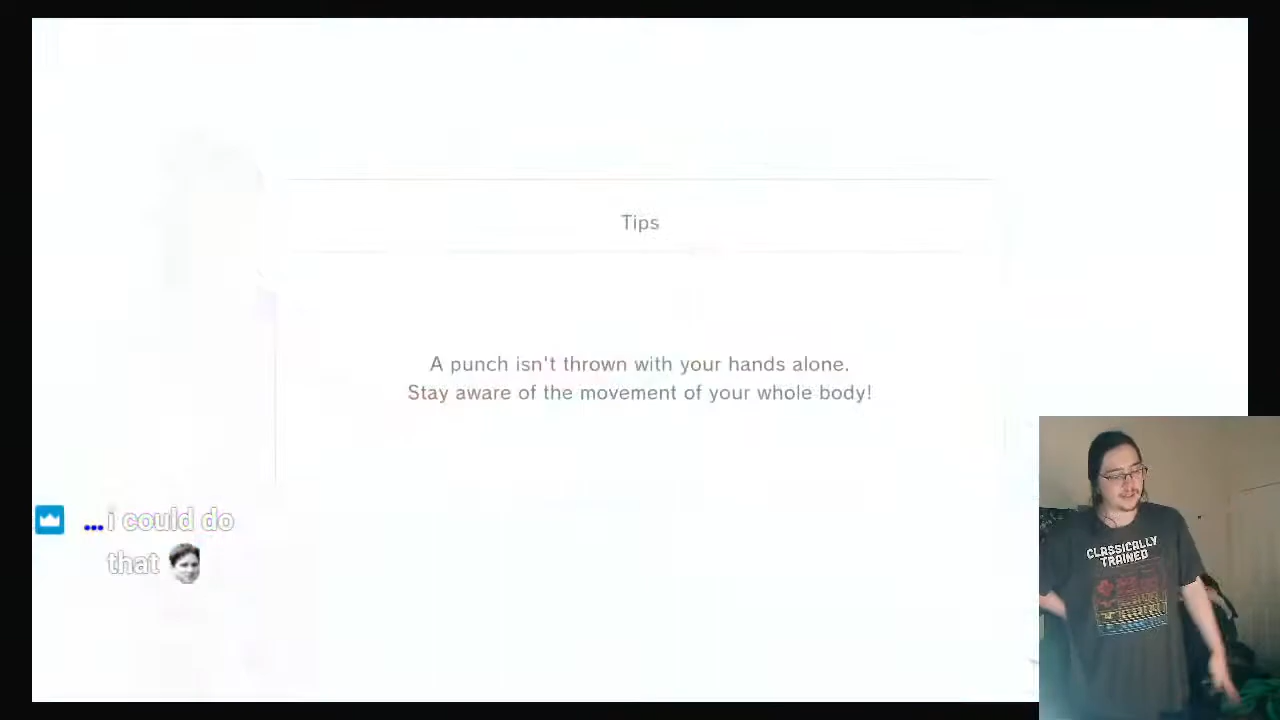 Tips
A punch isn't thrown with your hands alone.
Stay aware of the movement of your whole body!
... i could do
that
CLASSICALLY
TRAINED